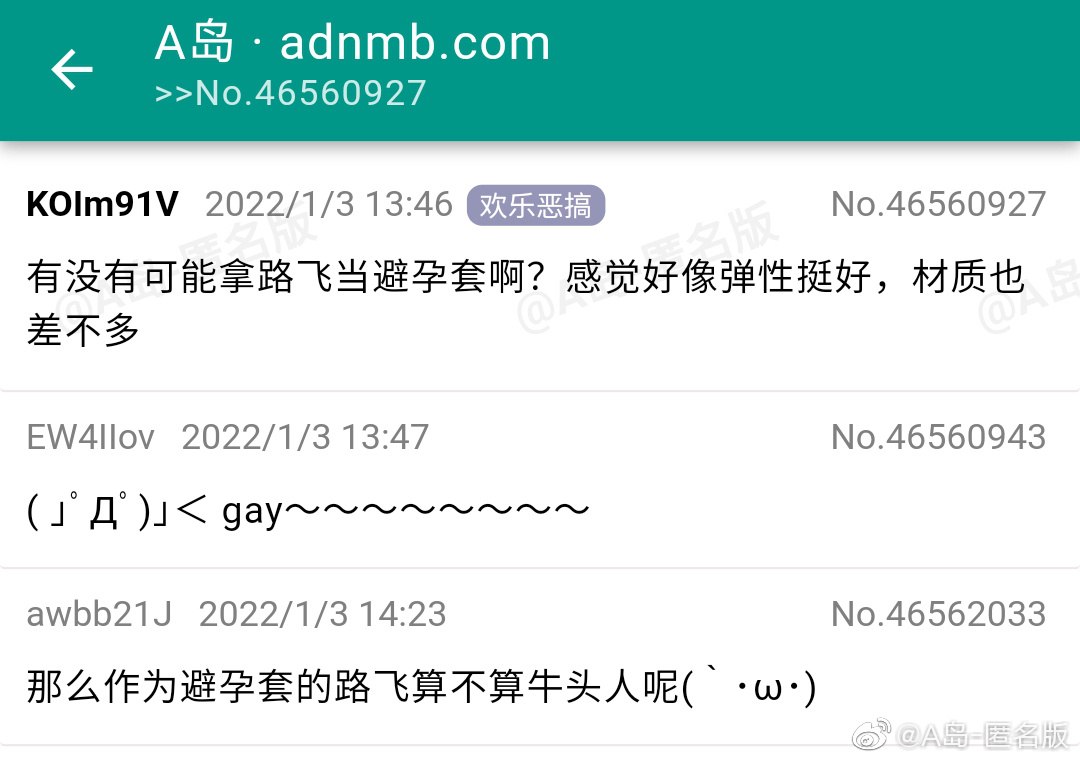 A岛 · adnmb.com
>>No.46560927
KOIm91V 2022/1/3 13:46 欢乐恶搞 No.46560927
有没有可能拿路飞当避孕套啊？感觉好像弹性挺好，材质也
差不多
EW4IIov 2022/1/3 13:47 No.46560943
(」ﾟДﾟ)｣＜ gay～～～～～～～～
awbb21J 2022/1/3 14:23 No.46562033
那么作为避孕套的路飞算不算牛头人呢(｀･ω･)
@A岛-匿名版